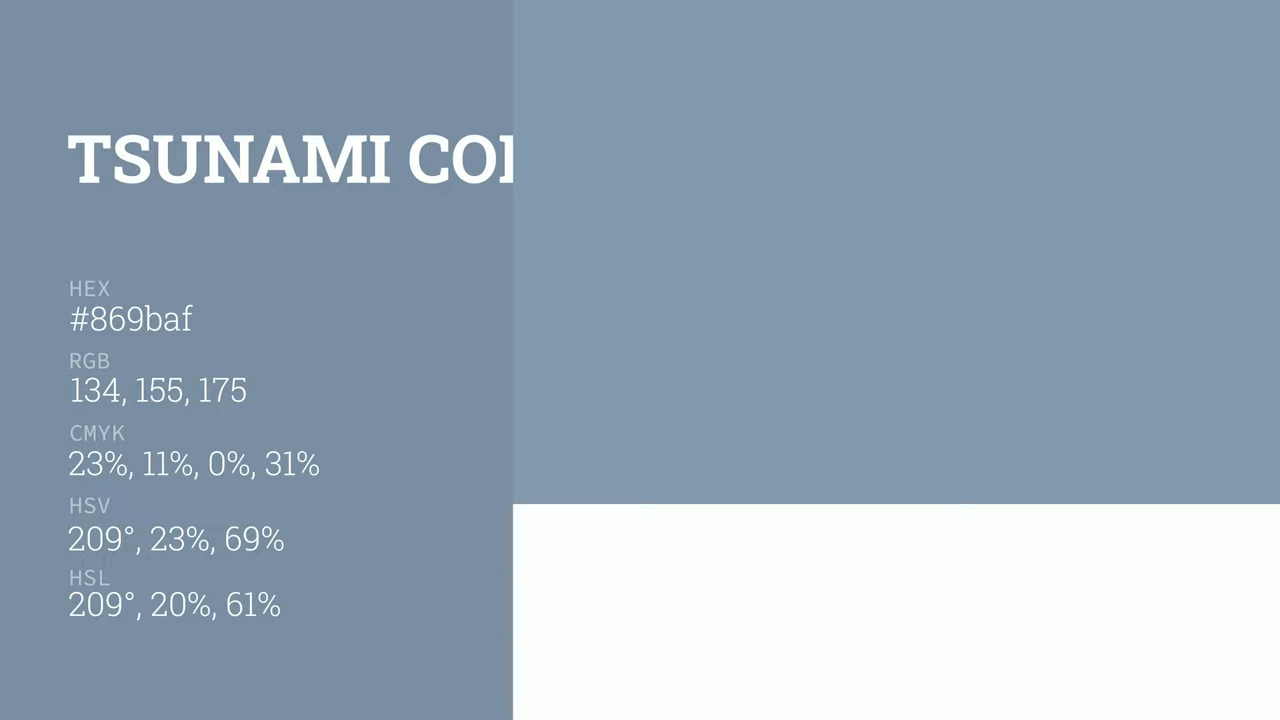 TSUNAMI CO
HEX
#869baf
RGB
134, 155, 175
CMYK
23%, 11%, 0%, 31%
HSV
209°, 23%, 69%
HSL
209°, 20%, 61%